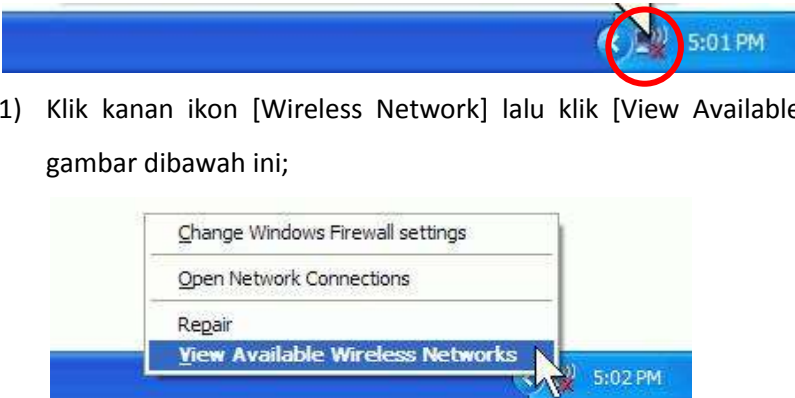 5:01 PM
1) Klik kanan ikon [Wireless Network] lalu klik [View Available
gambar dibawah ini;
Change Windows Firewall settings
Open Network Connections
Repair
View Available Wireless Networks
5:02 PM